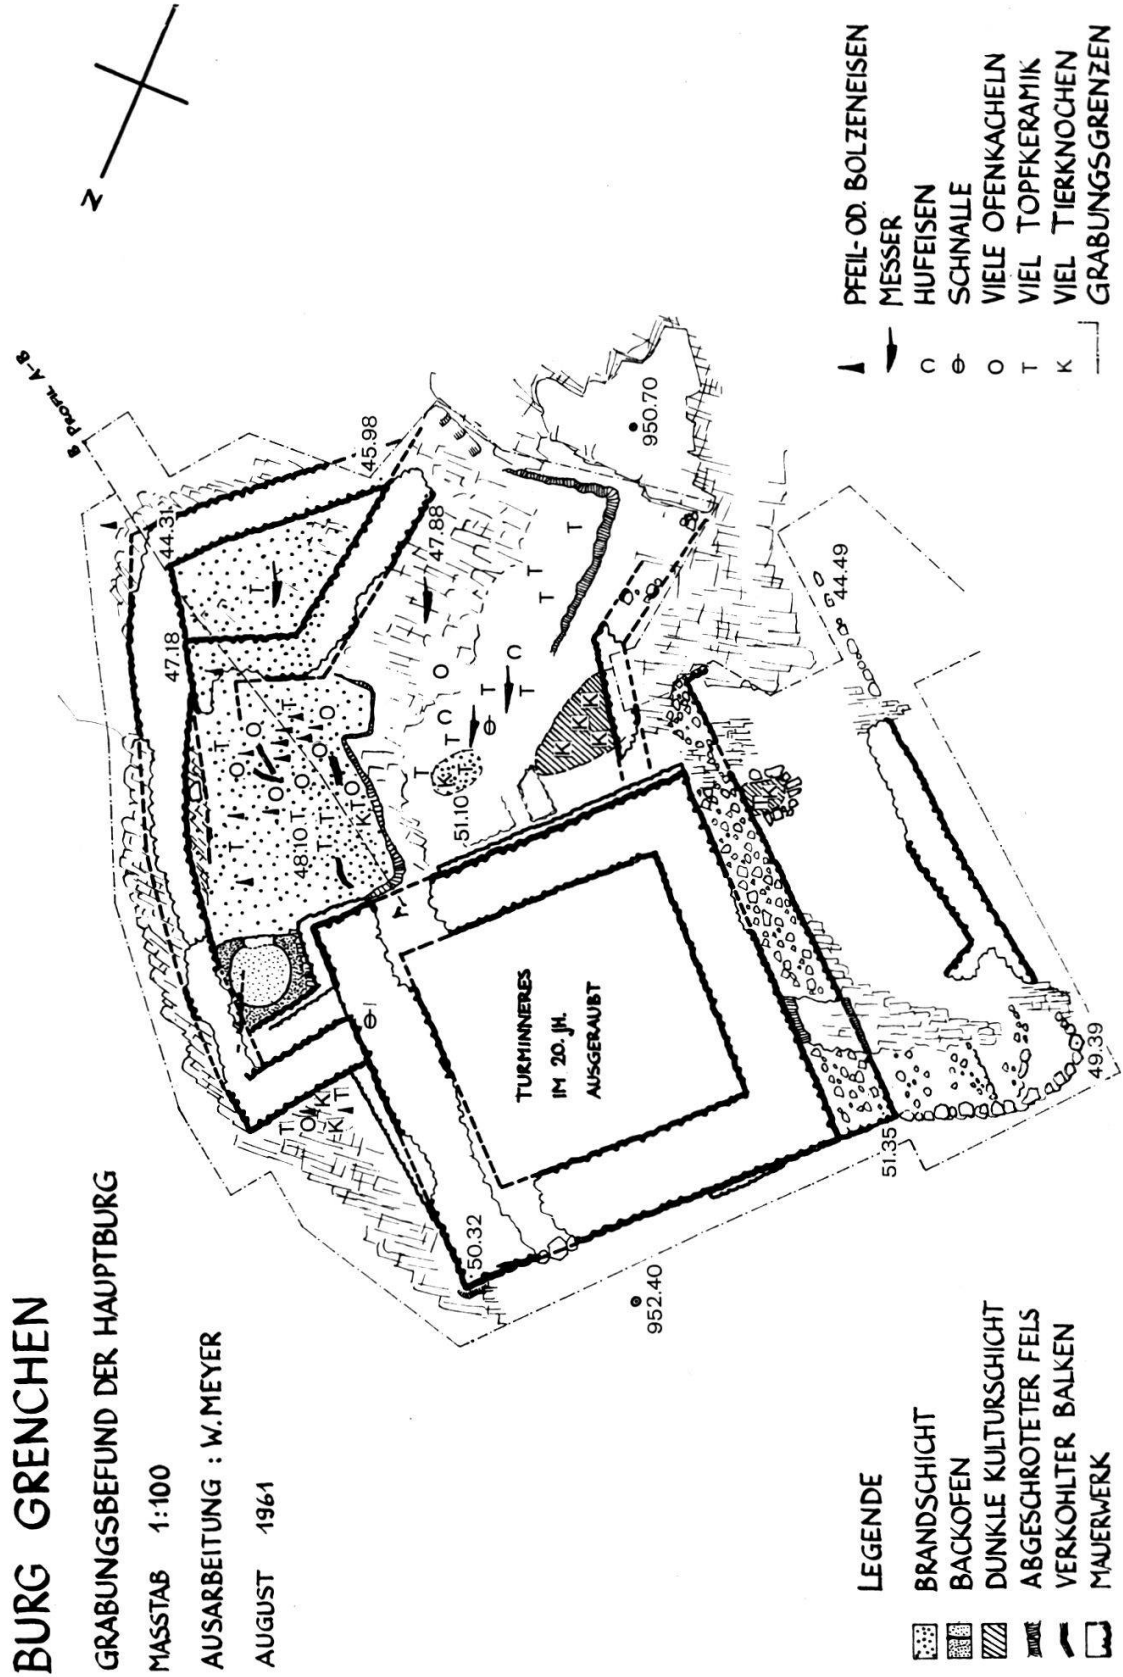 BURG GRENCHEN
GRABUNGSBEFUND DER HAUPTBURG
MASSTAB 1:100
AUSARBEITUNG : W. MEYER
AUGUST 1961
N
B PROFIL A-B
44.31
45.98
47.18
47.88
48.10
51.10
950.70
44.49
TURMINNERES
IM 20. JH.
AUSGERAUBT
50.32
952.40
51.35
49.39
LEGENDE
BRANDSCHICHT
BACKOFEN
DUNKLE KULTURSCHICHT
ABGESCHROTETER FELS
VERKOHLTER BALKEN
MAUERWERK
PFEIL- OD. BOLZENEISEN
MESSER
C HUFEISEN
SCHNALLE
O VIELE OFENKACHELN
T VIEL TOPFKERAMIK
K VIEL TIERKNOCHEN
GRABUNGSGRENZEN